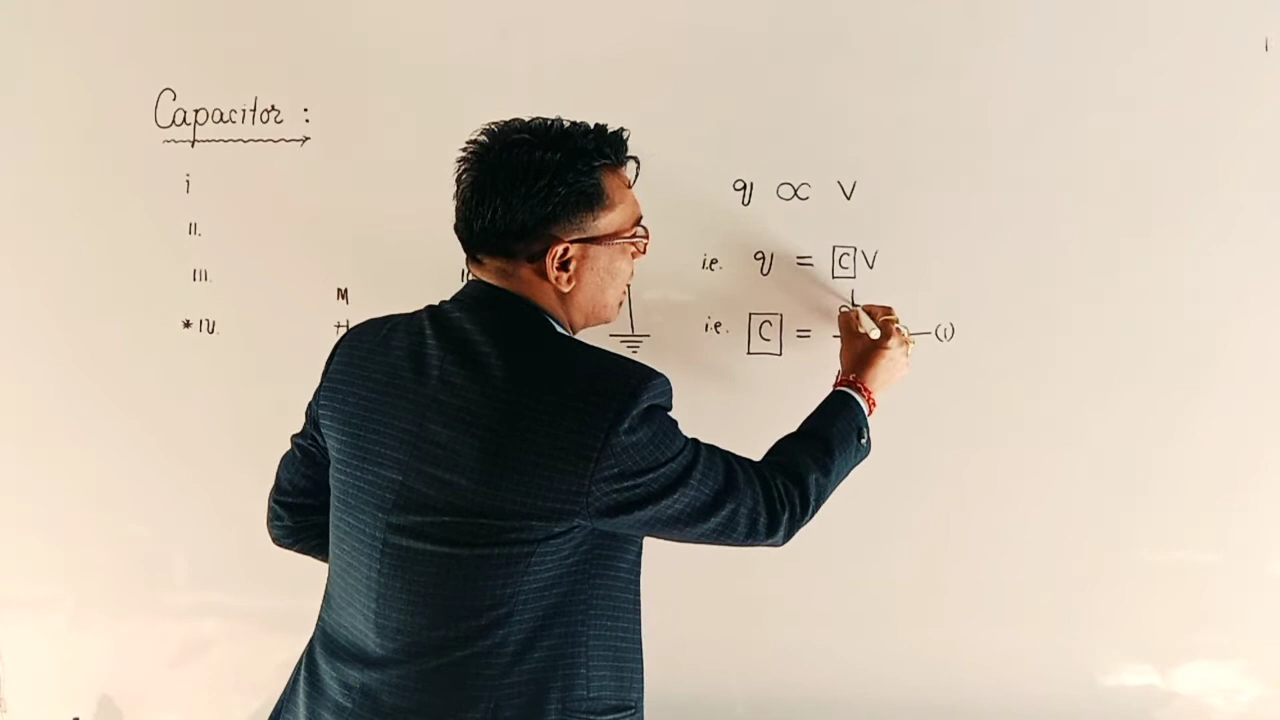 Capacitor :
i
II.
III.
M
* IV.
q ∝ V
i.e. q = C V
i.e. C = (1)